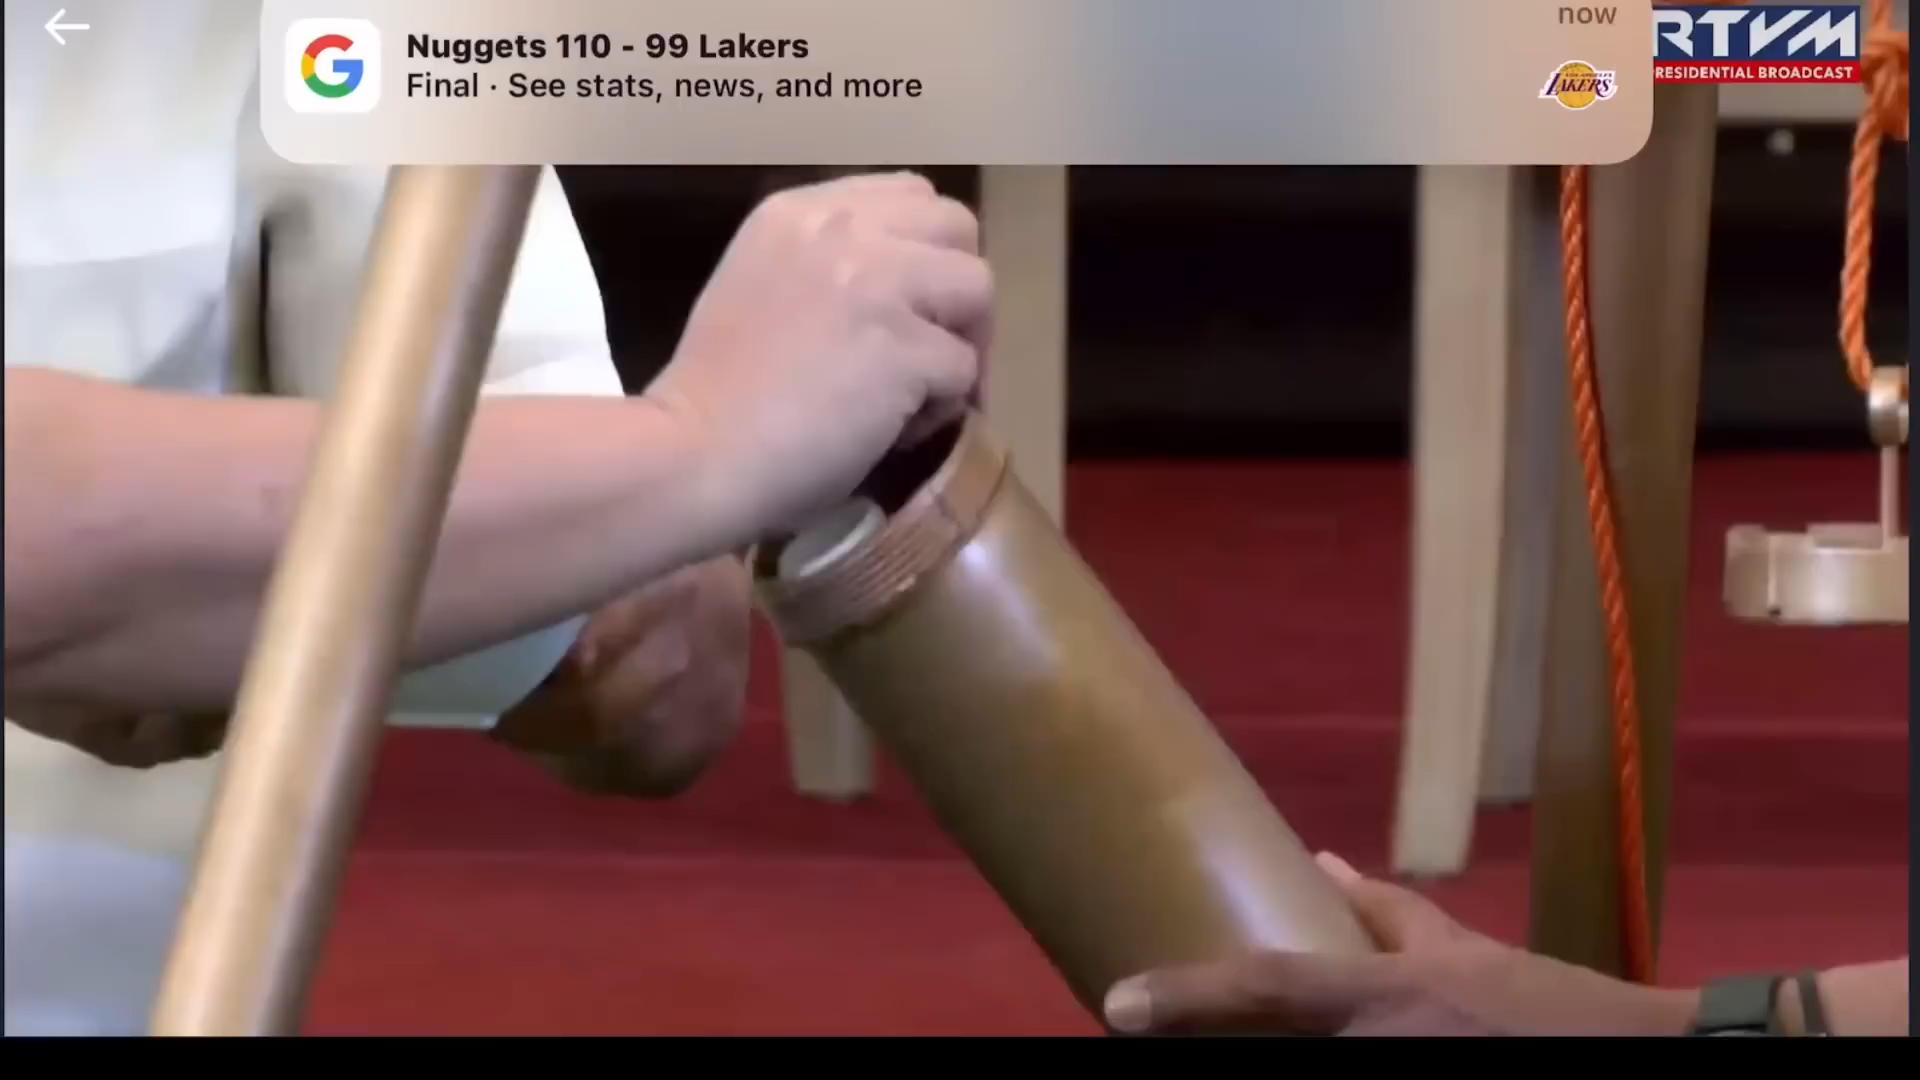 now
Nuggets 110 - 99 Lakers
Final · See stats, news, and more
LAKERS
RTVM
RESIDENTIAL BROADCAST